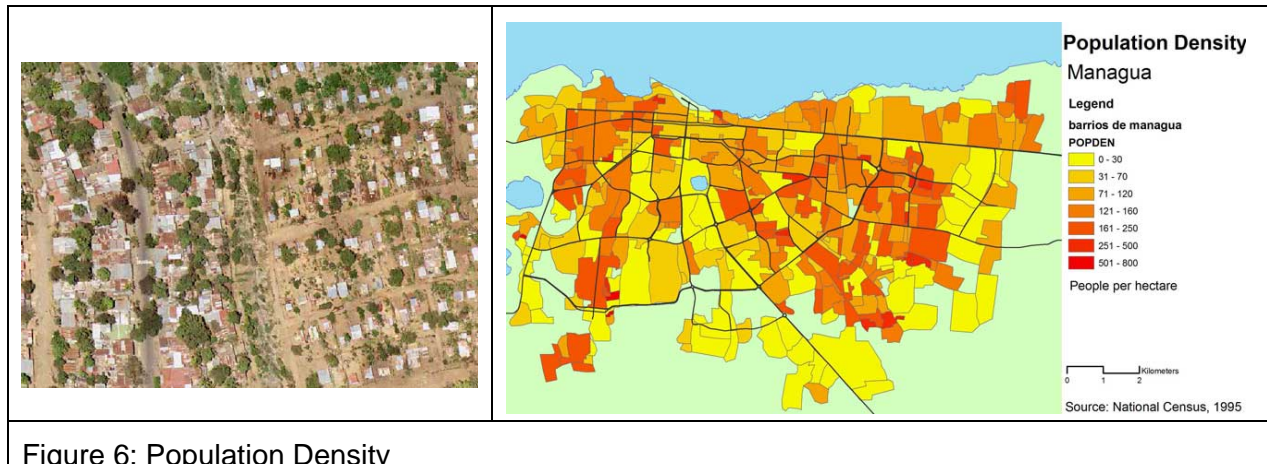 Population Density
Managua
Legend
barrios de managua
POPDEN
0 - 30
31 - 70
71 - 120
121 - 160
161 - 250
251 - 500
501 - 800
People per hectare
Kilometers
0 1 2
Source: National Census, 1995
Figure 6: Population Density